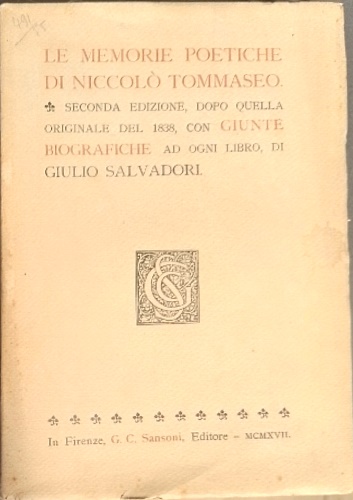 LE MEMORIE POETICHE
DI NICCOLÒ TOMMASEO.
SECONDA EDIZIONE, DOPO QUELLA
ORIGINALE DEL 1838, CON GIUNTE
BIOGRAFICHE AD OGNI LIBRO, DI
GIULIO SALVADORI.
In Firenze, G. C. Sansoni, Editore – MCMXVII.